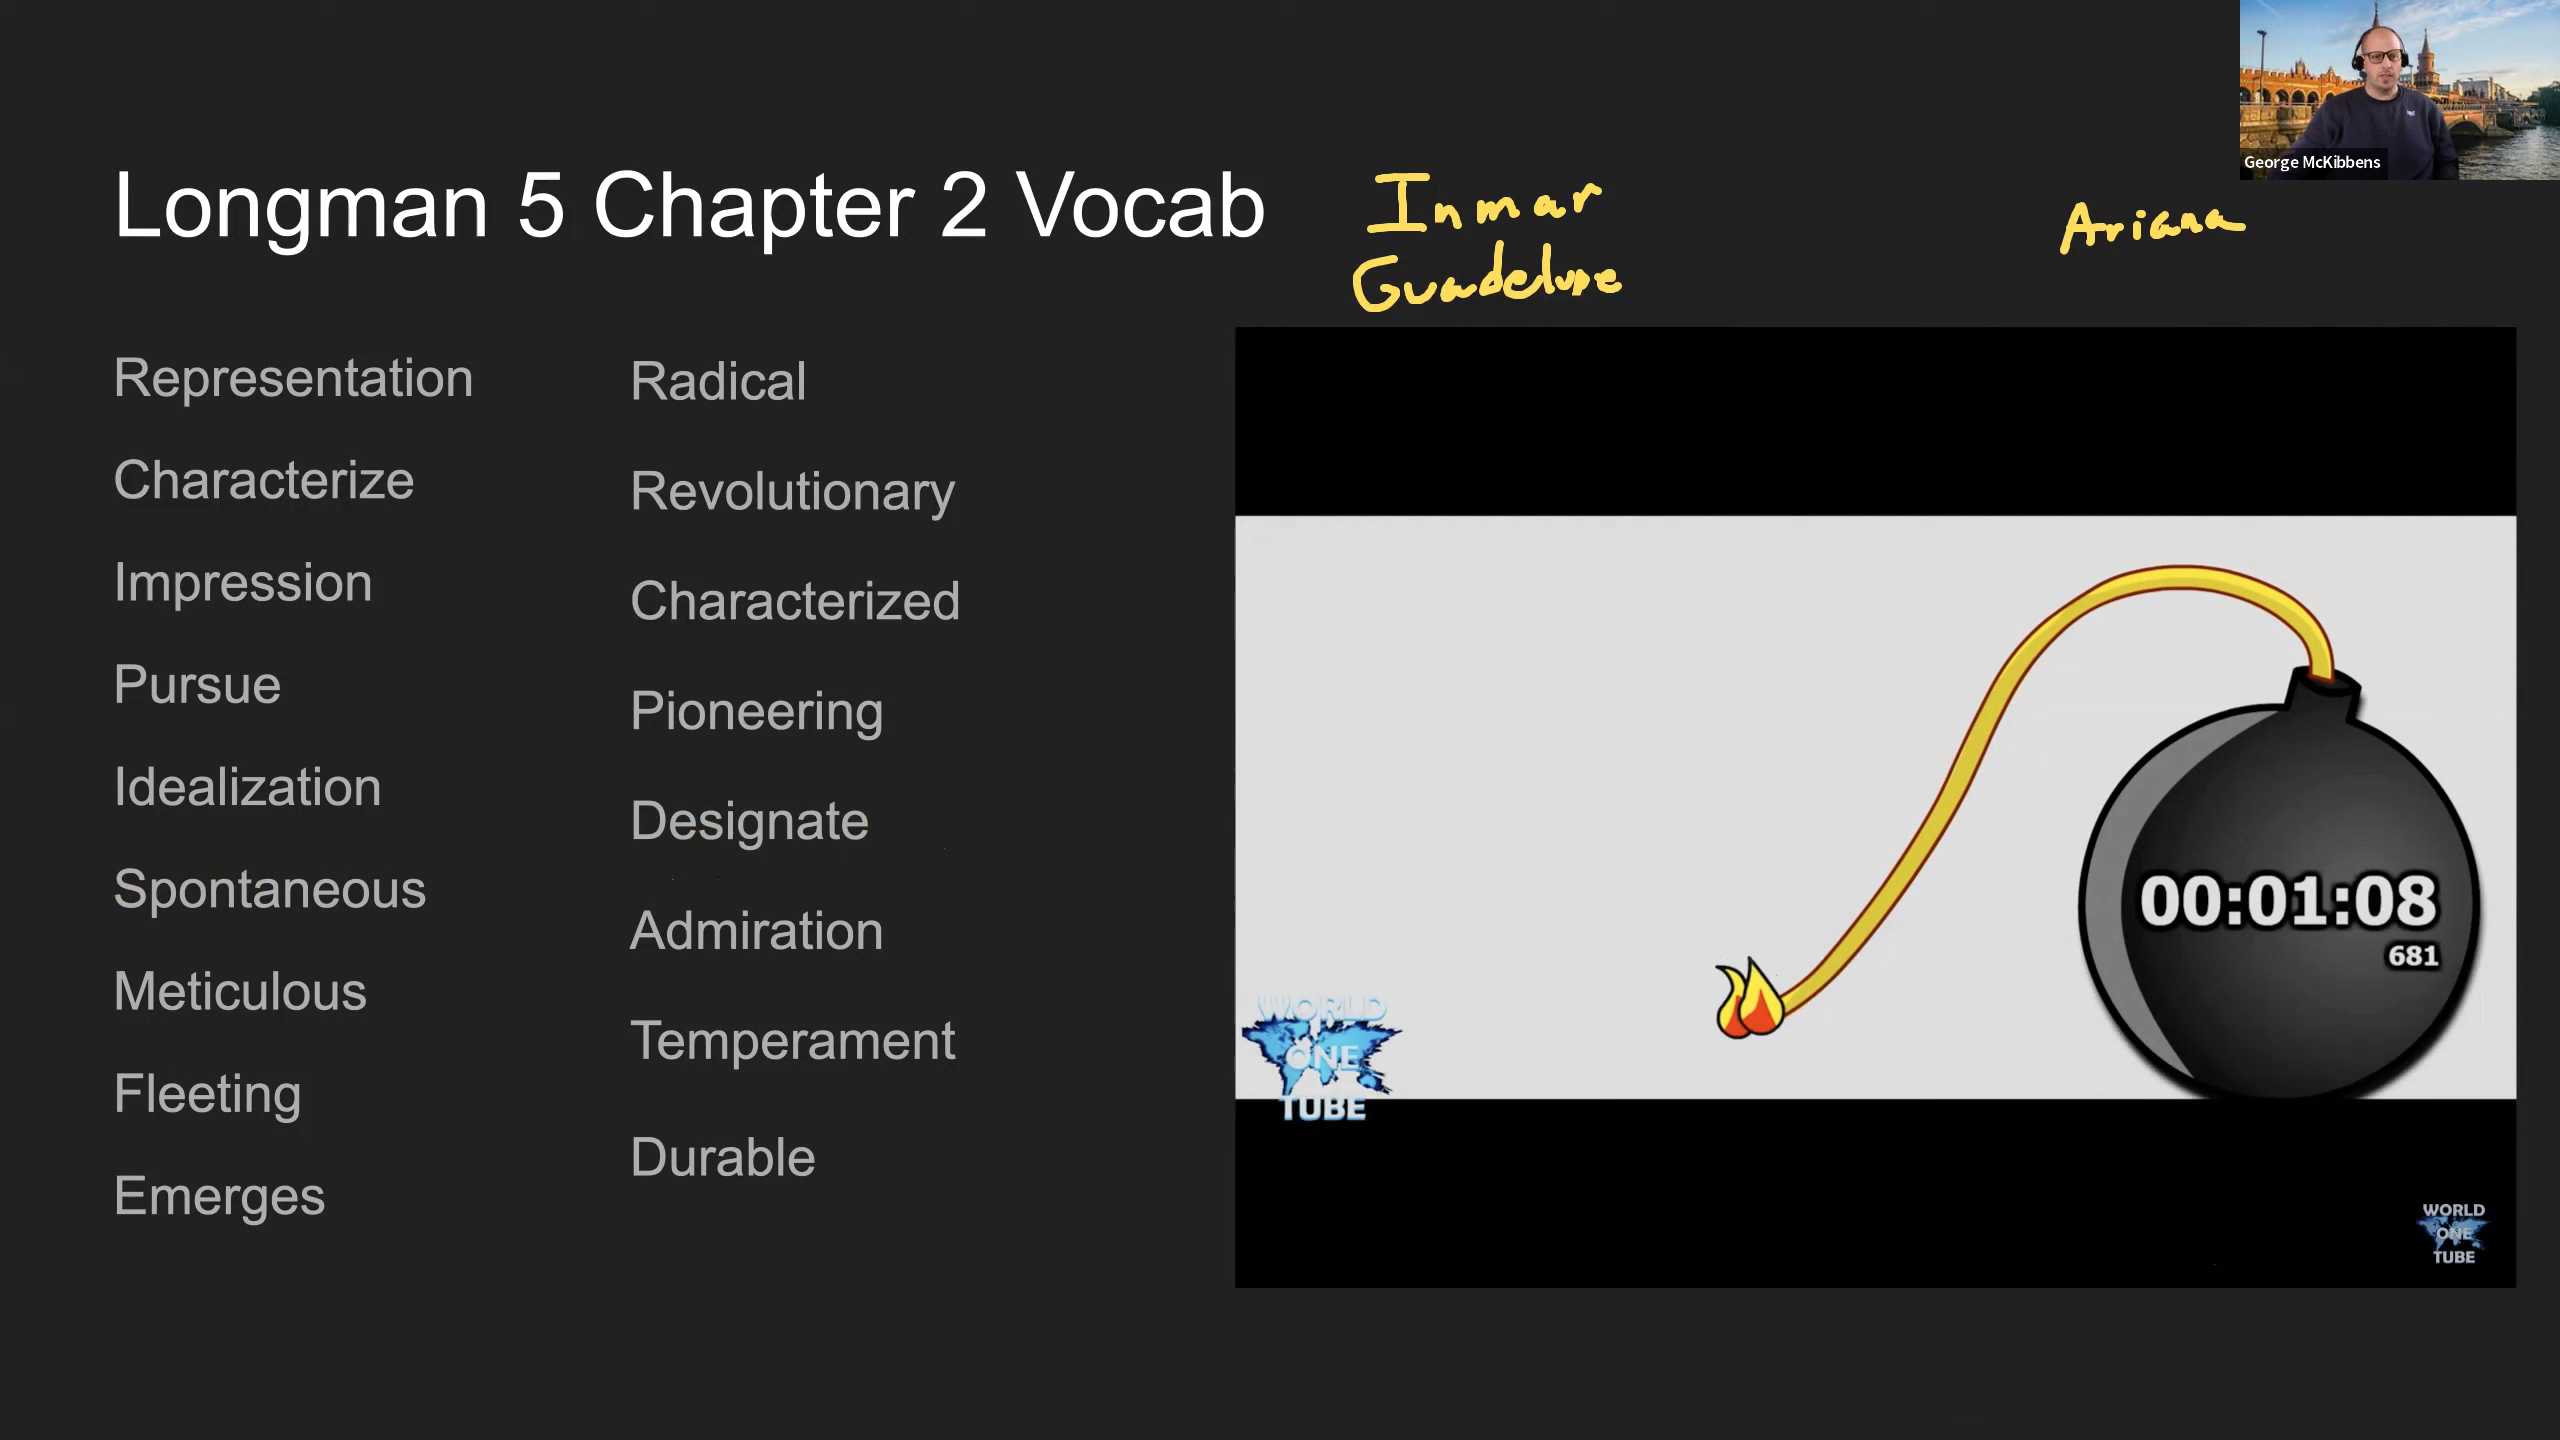 George McKibbens
Longman 5 Chapter 2 Vocab
Inmar
Guadelupe
Ariana
Representation
Characterize
Impression
Pursue
Idealization
Spontaneous
Meticulous
Fleeting
Emerges
Radical
Revolutionary
Characterized
Pioneering
Designate
Admiration
Temperament
Durable
00:01:08
681
WORLD
ONE
TUBE
WORLD
ONE
TUBE